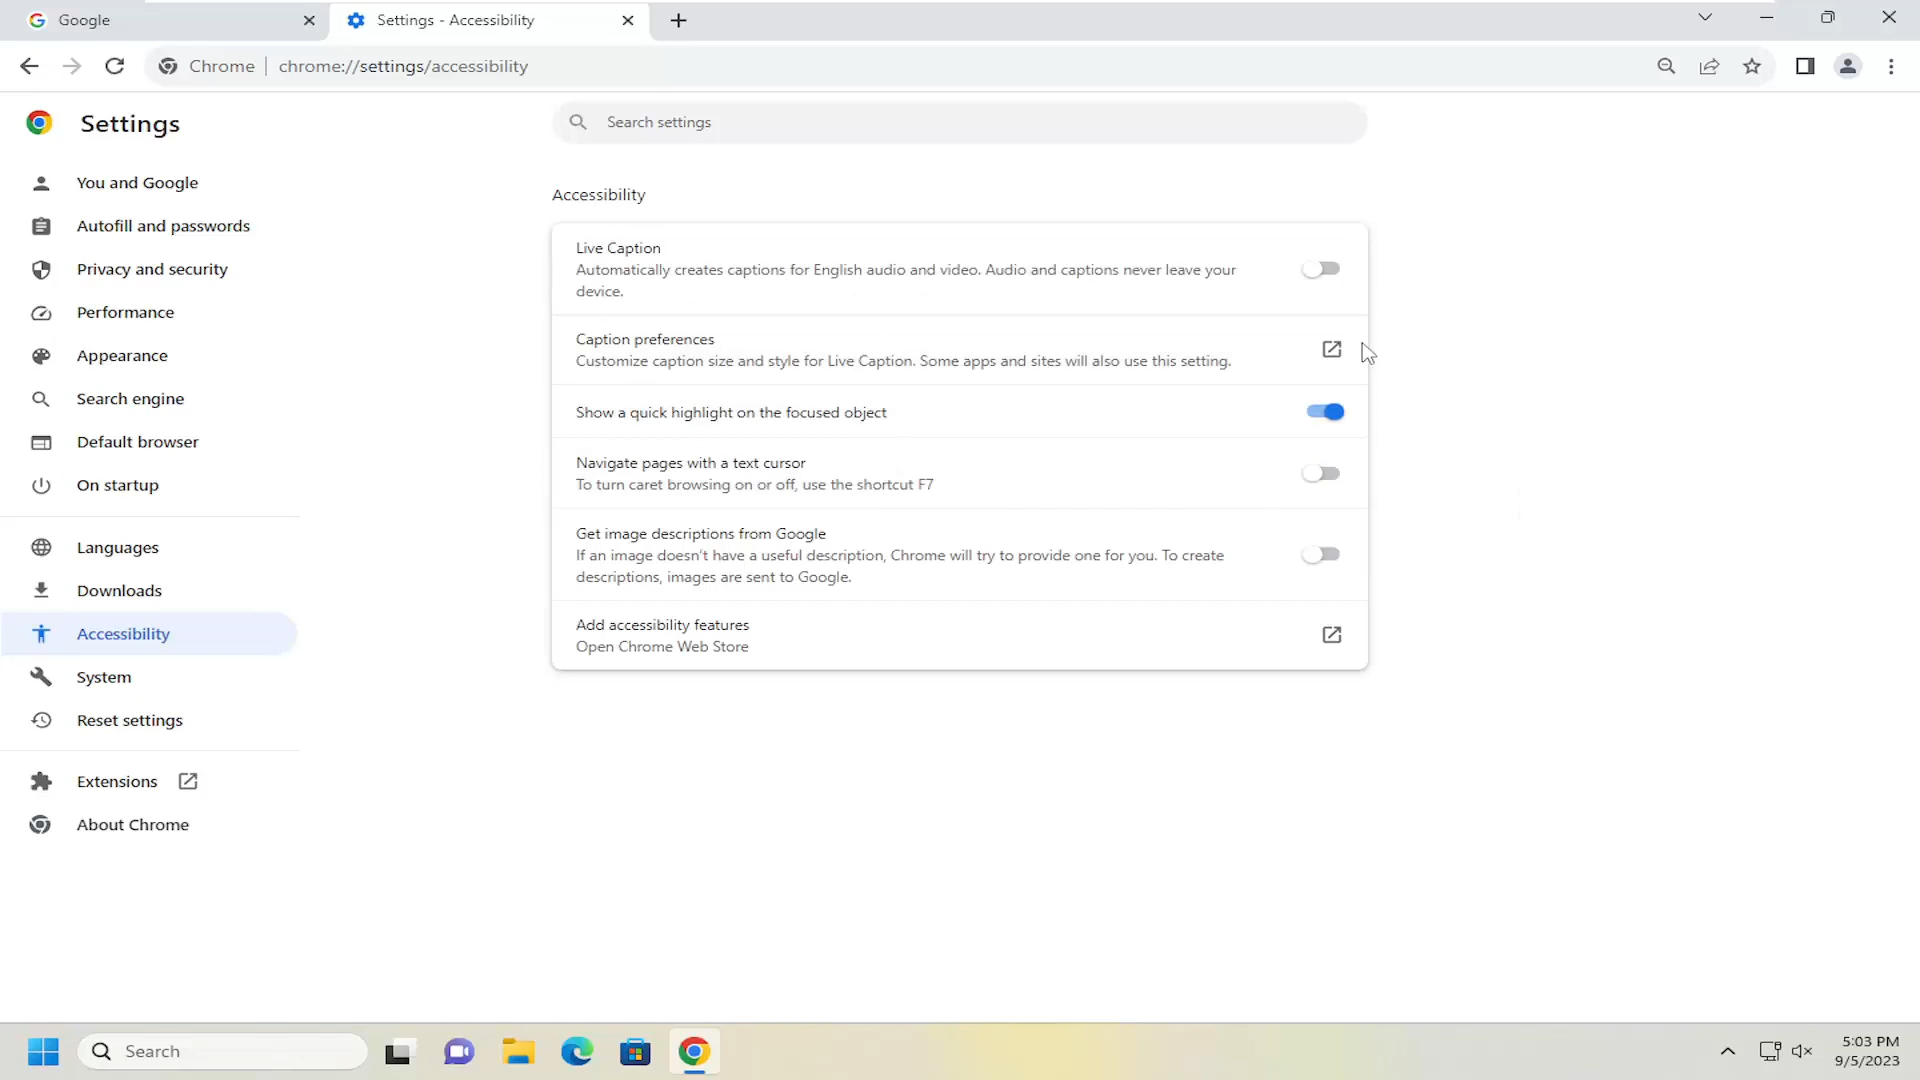 Google
Settings - Accessibility
Chrome
chrome://settings/accessibility
Settings
Search settings
You and Google
Autofill and passwords
Privacy and security
Performance
Appearance
Search engine
Default browser
On startup
Languages
Downloads
Accessibility
System
Reset settings
Extensions
About Chrome
Accessibility
Live Caption
Automatically creates captions for English audio and video. Audio and captions never leave your
device.
Caption preferences
Customize caption size and style for Live Caption. Some apps and sites will also use this setting.
Show a quick highlight on the focused object
Navigate pages with a text cursor
To turn caret browsing on or off, use the shortcut F7
Get image descriptions from Google
If an image doesn't have a useful description, Chrome will try to provide one for you. To create
descriptions, images are sent to Google.
Add accessibility features
Open Chrome Web Store
Search
5:03 PM
9/5/2023